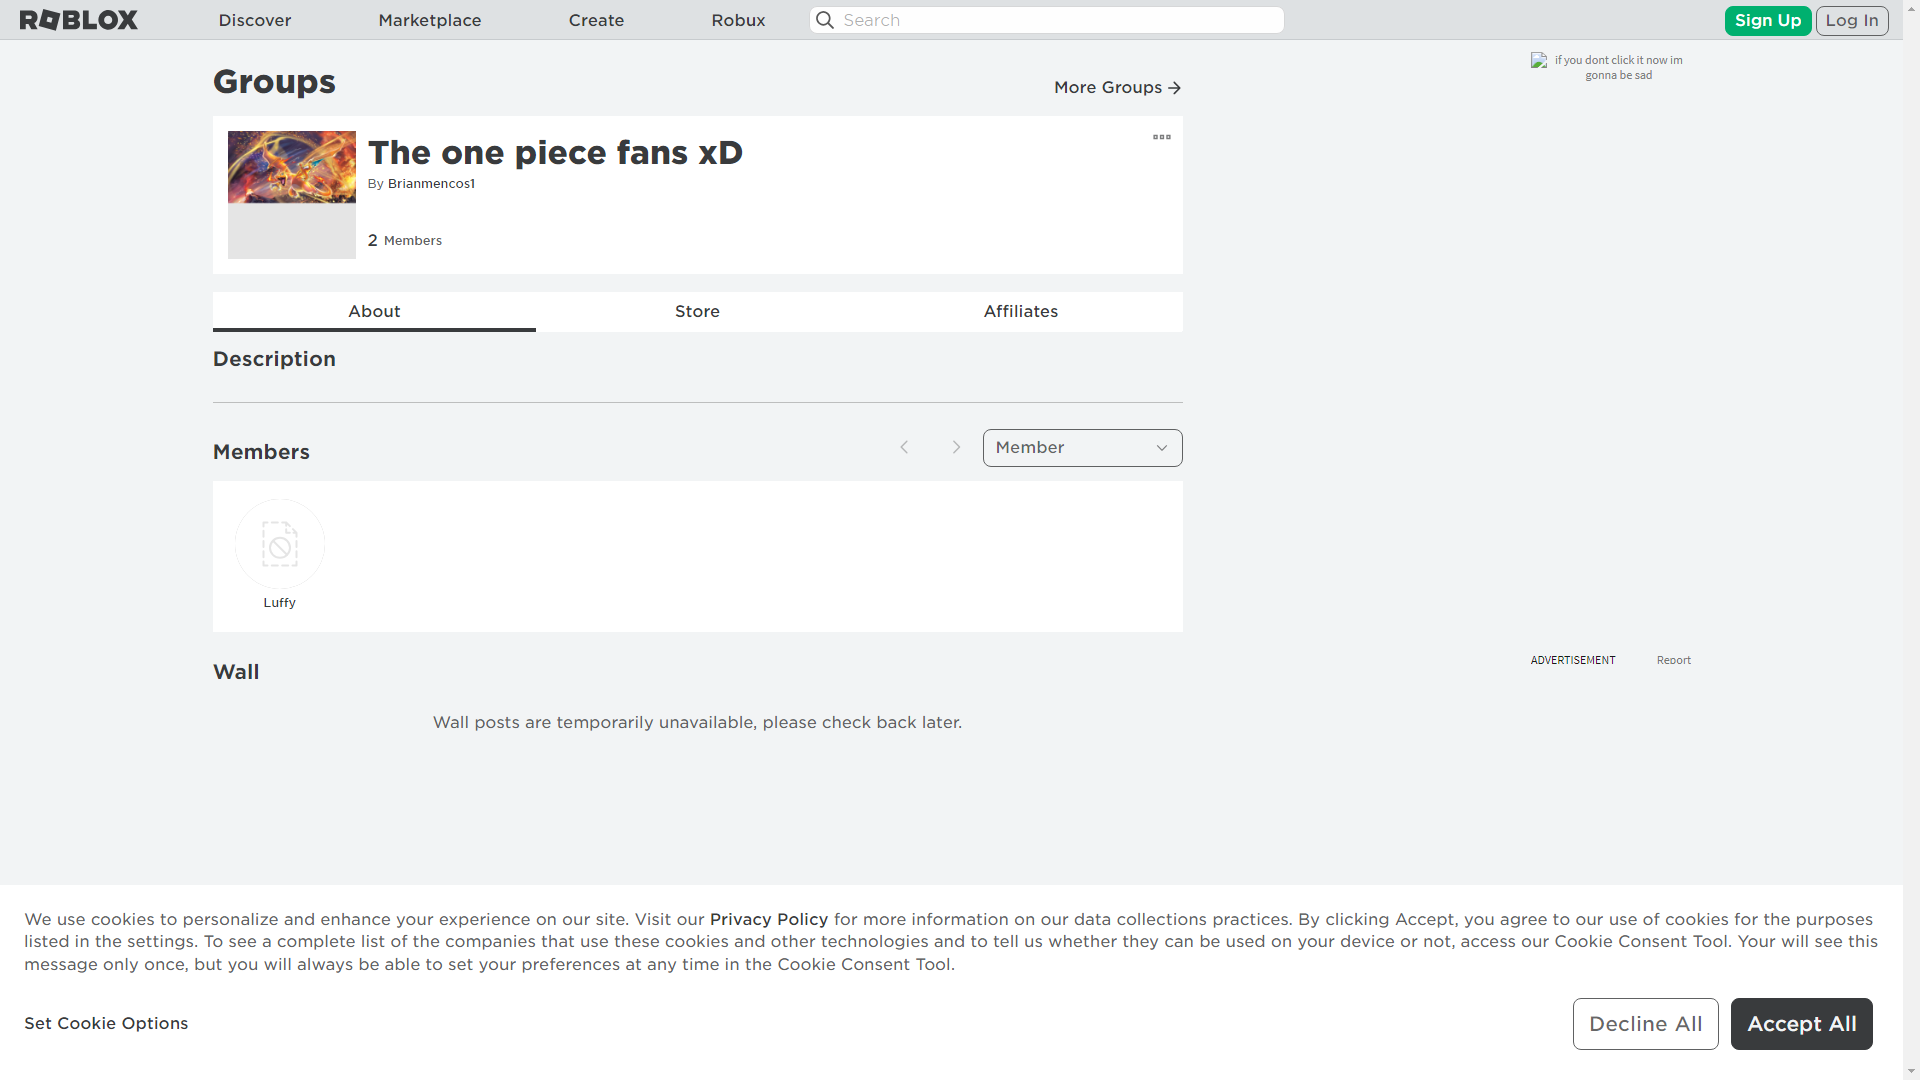 ROBLOX Discover Marketplace Create Robux Search Sign Up Log In
if you dont click it now im
gonna be sad
Groups
More Groups
The one piece fans xD
By Brianmencos1
2 Members
About Store Affiliates
Description
Members
Member
Luffy
Wall
ADVERTISEMENT Report
Wall posts are temporarily unavailable, please check back later.
We use cookies to personalize and enhance your experience on our site. Visit our Privacy Policy for more information on our data collections practices. By clicking Accept, you agree to our use of cookies for the purposes
listed in the settings. To see a complete list of the companies that use these cookies and other technologies and to tell us whether they can be used on your device or not, access our Cookie Consent Tool. Your will see this
message only once, but you will always be able to set your preferences at any time in the Cookie Consent Tool.
Set Cookie Options
Decline All
Accept All